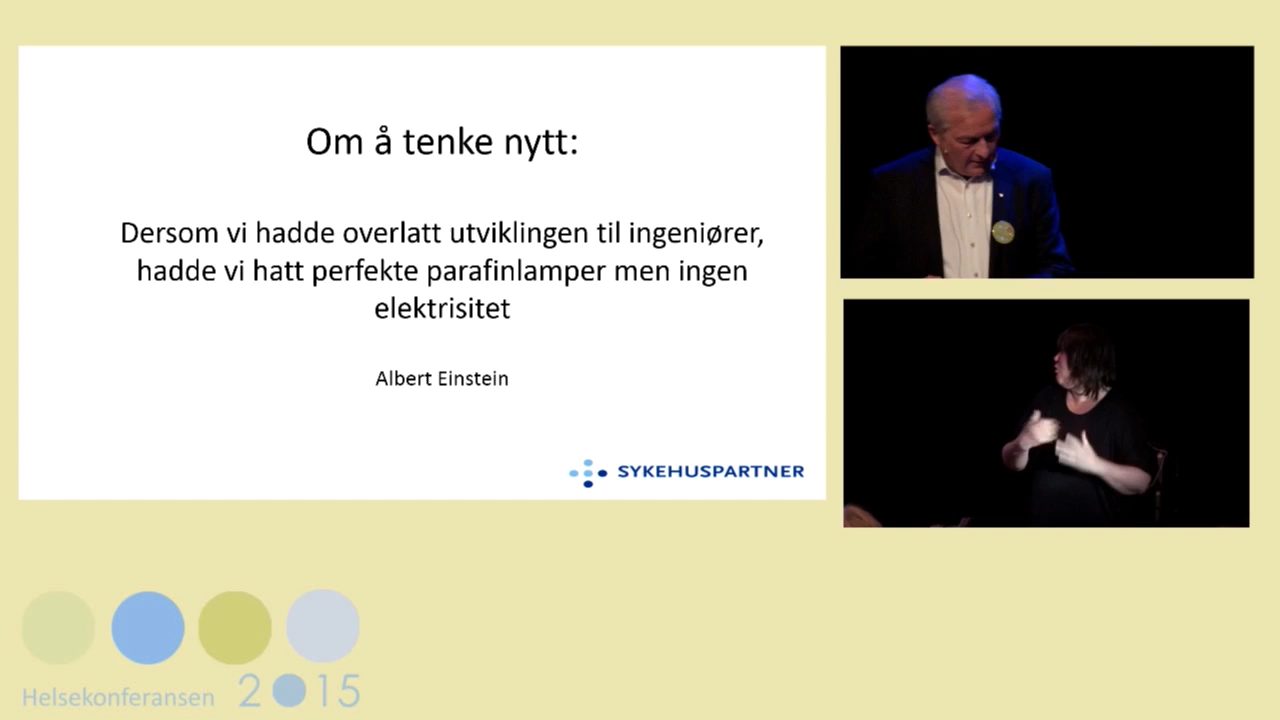 Om å tenke nytt:
Dersom vi hadde overlatt utviklingen til ingeniører,
hadde vi hatt perfekte parafinlamper men ingen
elektrisitet
Albert Einstein
SYKEHUSPARTNER
Helsekonferansen 2015